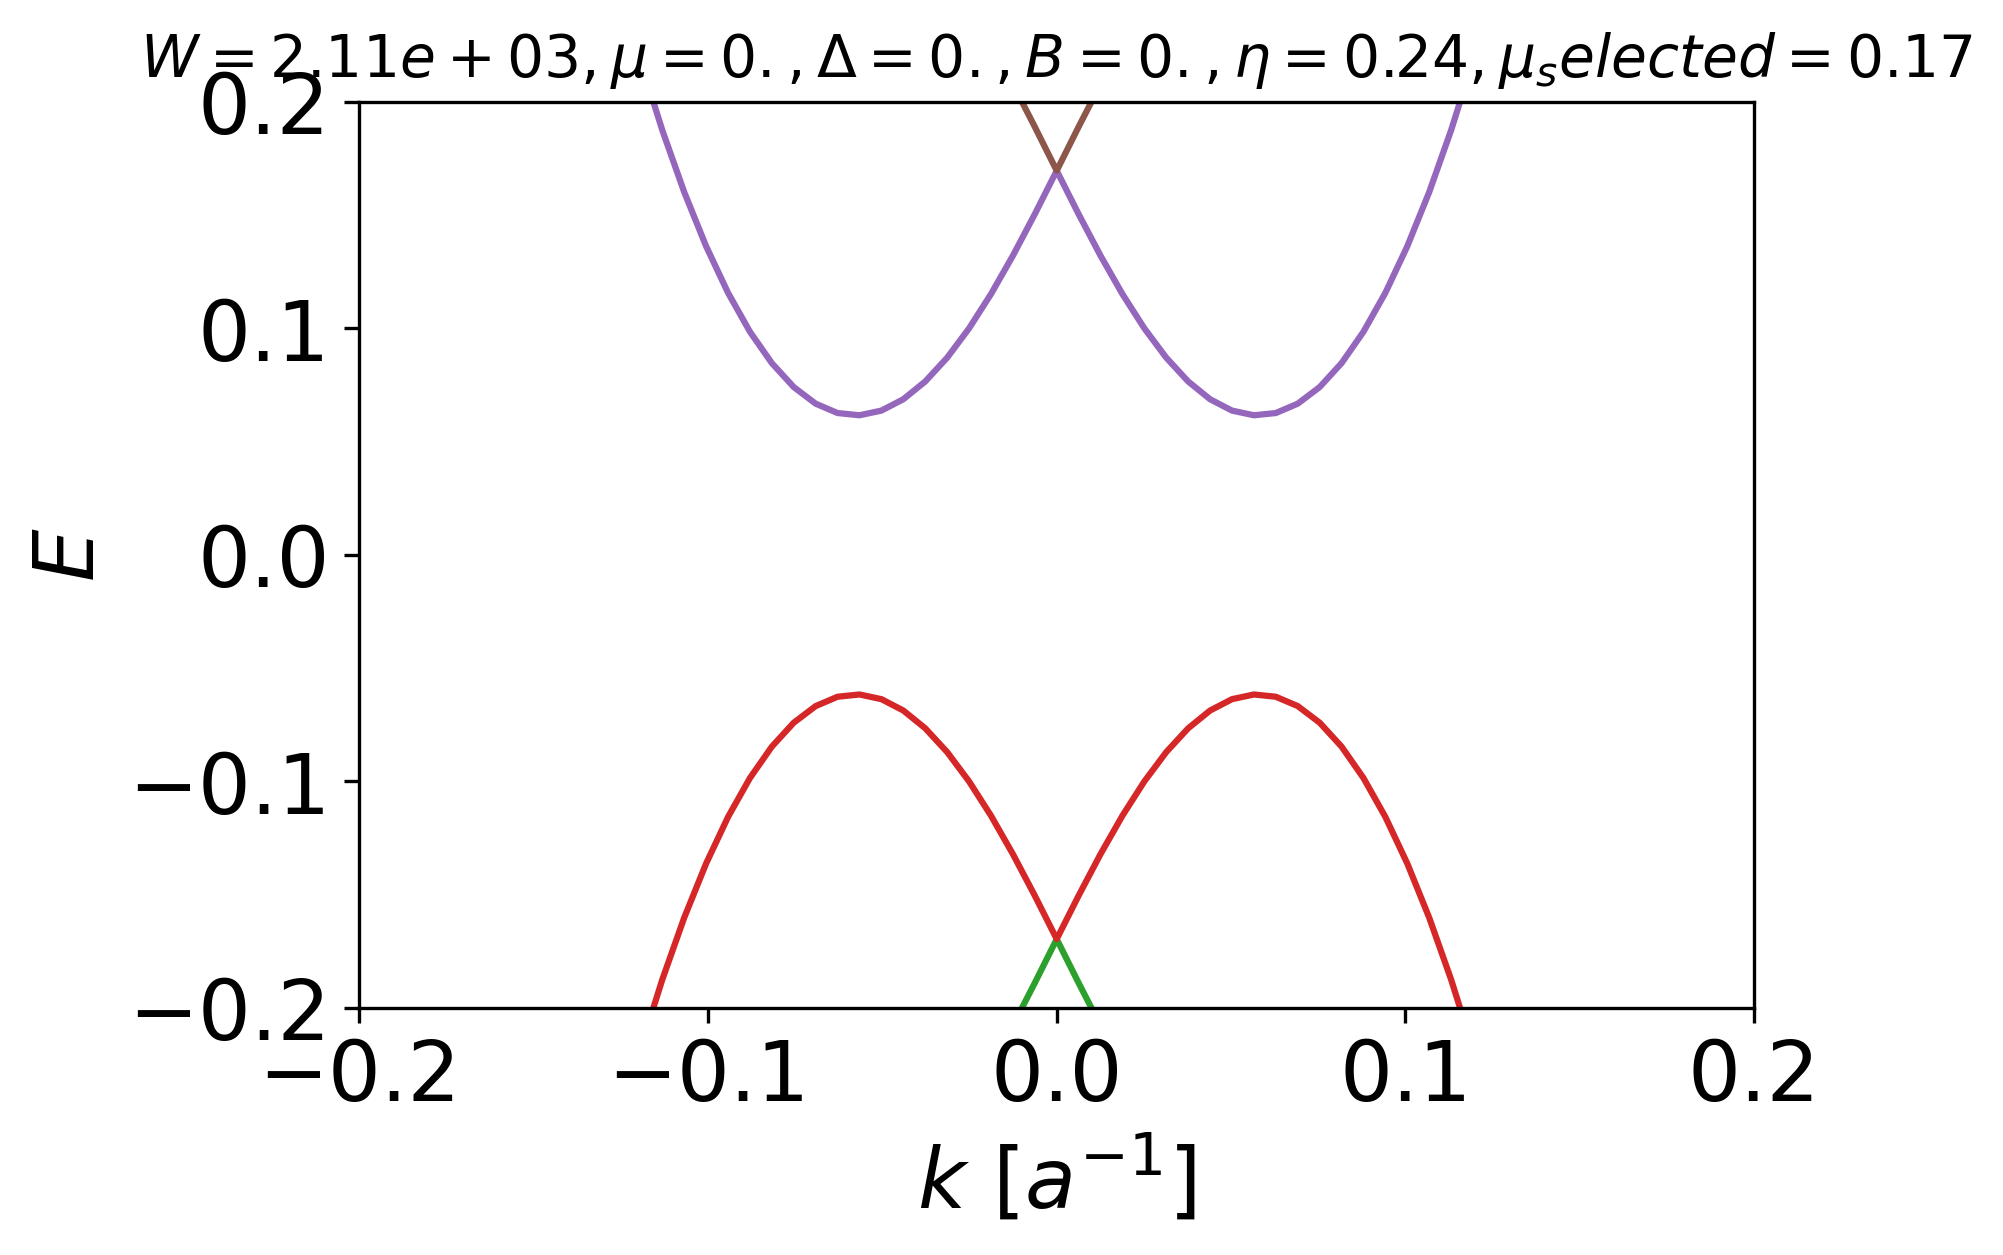 W = 2.11e + 03, μ = 0. , Δ = 0. , B = 0. , η = 0.24, μₛelected = 0.17
0.2
0.1
0.0
−0.1
−0.2
E
−0.2 −0.1 0.0 0.1 0.2
k [a⁻¹]